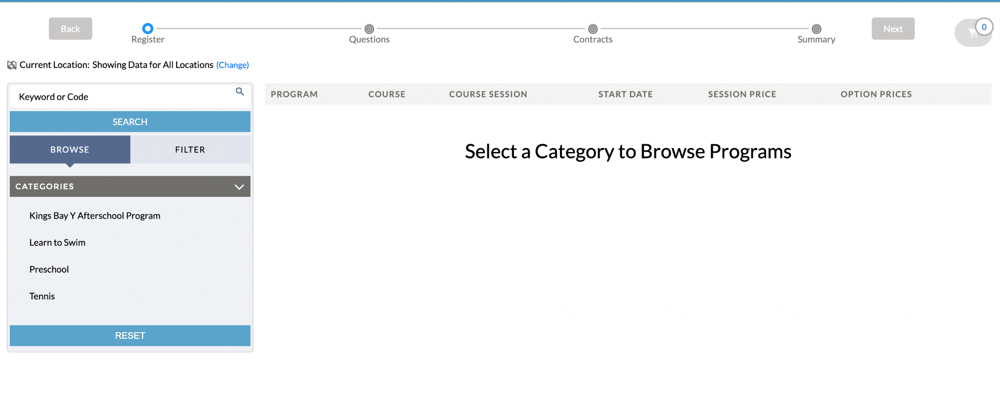 Back
Register
Questions
Contracts
Summary
Next
0
Current Location: Showing Data for All Locations (Change)
Keyword or Code
SEARCH
BROWSE
FILTER
CATEGORIES
Kings Bay Y Afterschool Program
Learn to Swim
Preschool
Tennis
RESET
PROGRAM COURSE COURSE SESSION START DATE SESSION PRICE OPTION PRICES
Select a Category to Browse Programs